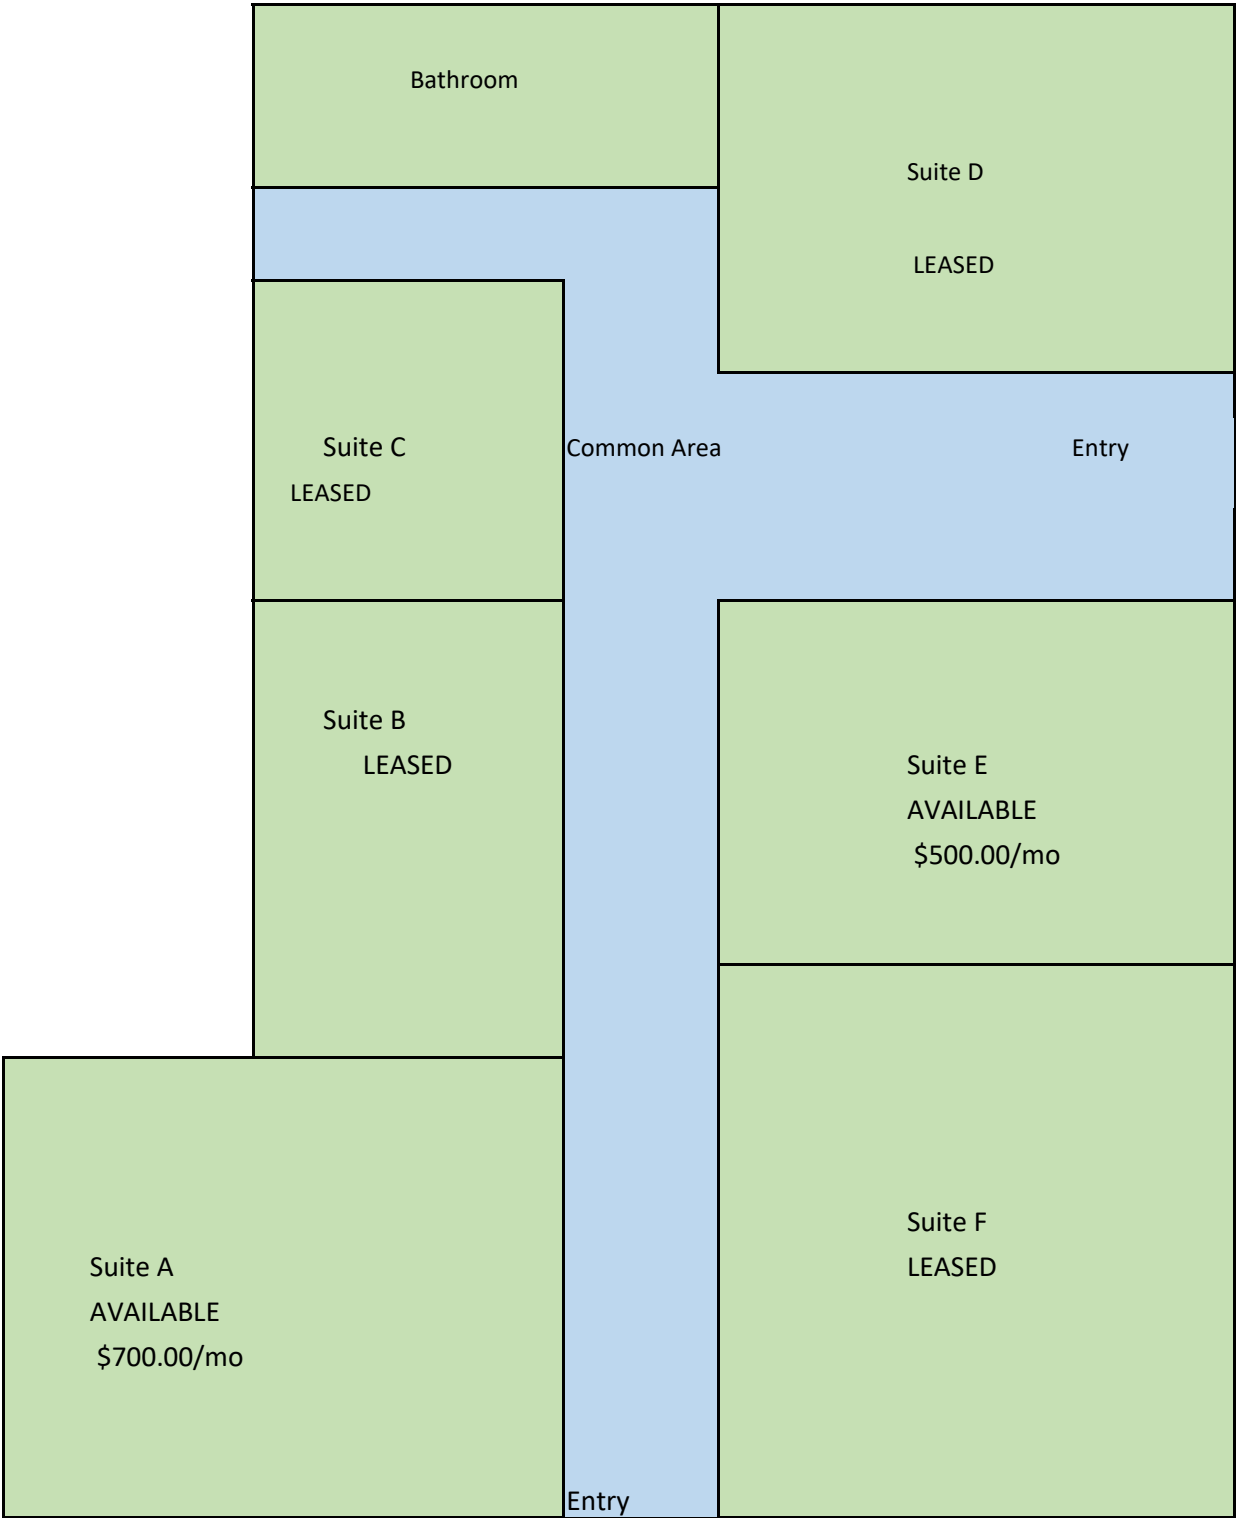 Bathroom
Suite D
LEASED
Suite C
LEASED
Common Area
Entry
Suite B
LEASED
Suite E
AVAILABLE
$500.00/mo
Suite A
AVAILABLE
$700.00/mo
Suite F
LEASED
Entry